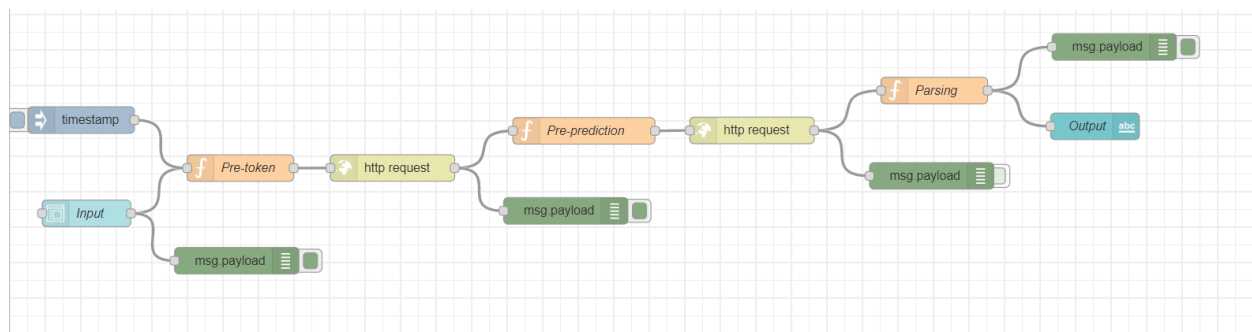 msg.payload
Parsing
timestamp
Output
abc
Pre-prediction
http request
Pre-token
http request
msg.payload
msg.payload
Input
msg.payload